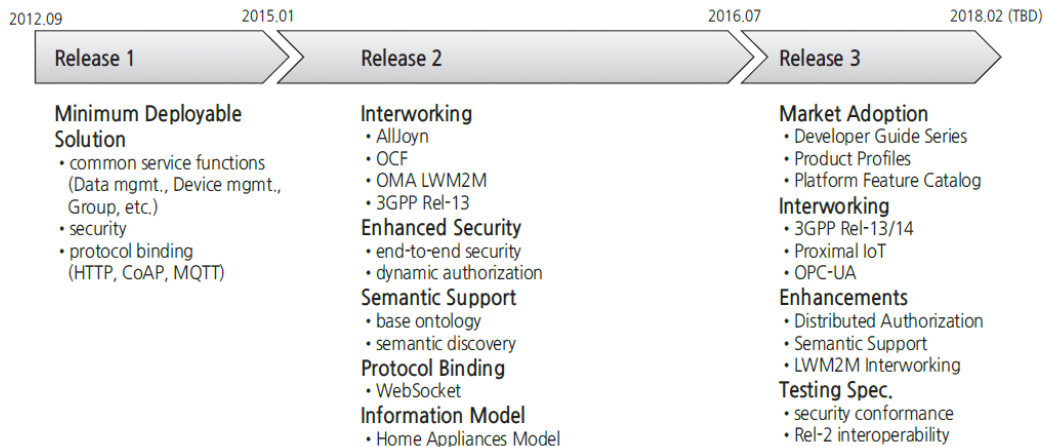 2012.09
2015.01
2016.07
2018.02 (TBD)
Release 1
Release 2
Release 3
Minimum Deployable
Solution
• common service functions
(Data mgmt., Device mgmt.,
Group, etc.)
• security
• protocol binding
(HTTP, CoAP, MQTT)
Interworking
• AllJoyn
• OCF
• OMA LWM2M
• 3GPP Rel-13
Enhanced Security
• end-to-end security
• dynamic authorization
Semantic Support
• base ontology
• semantic discovery
Protocol Binding
• WebSocket
Information Model
• Home Appliances Model
Market Adoption
• Developer Guide Series
• Product Profiles
• Platform Feature Catalog
Interworking
• 3GPP Rel-13/14
• Proximal IoT
• OPC-UA
Enhancements
• Distributed Authorization
• Semantic Support
• LWM2M Interworking
Testing Spec.
• security conformance
• Rel-2 interoperability